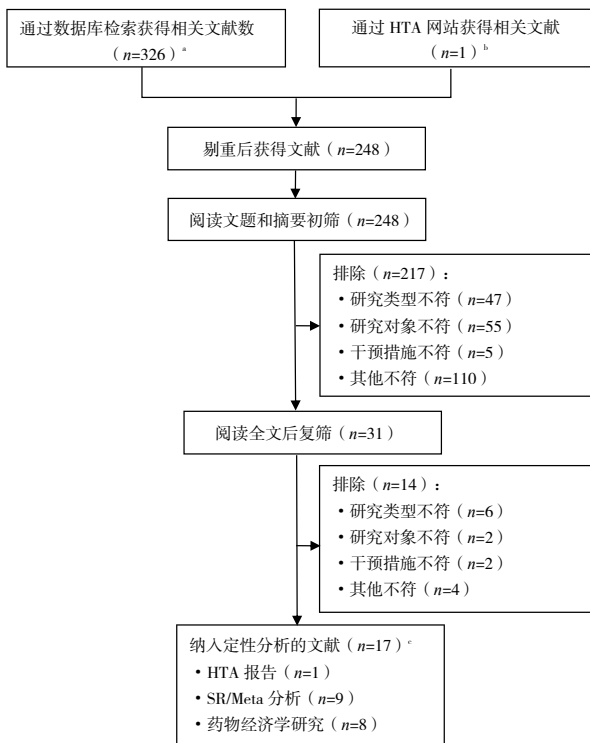 通过数据库检索获得相关文献数
（n=326）a
通过 HTA 网站获得相关文献
（n=1）b
剔重后获得文献（n=248）
阅读文题和摘要初筛（n=248）
排除（n=217）：
·研究类型不符（n=47）
·研究对象不符（n=55）
·干预措施不符（n=5）
·其他不符（n=110）
阅读全文后复筛（n=31）
排除（n=14）：
·研究类型不符（n=6）
·研究对象不符（n=2）
·干预措施不符（n=2）
·其他不符（n=4）
纳入定性分析的文献（n=17）c
·HTA 报告（n=1）
·SR/Meta 分析（n=9）
·药物经济学研究（n=8）